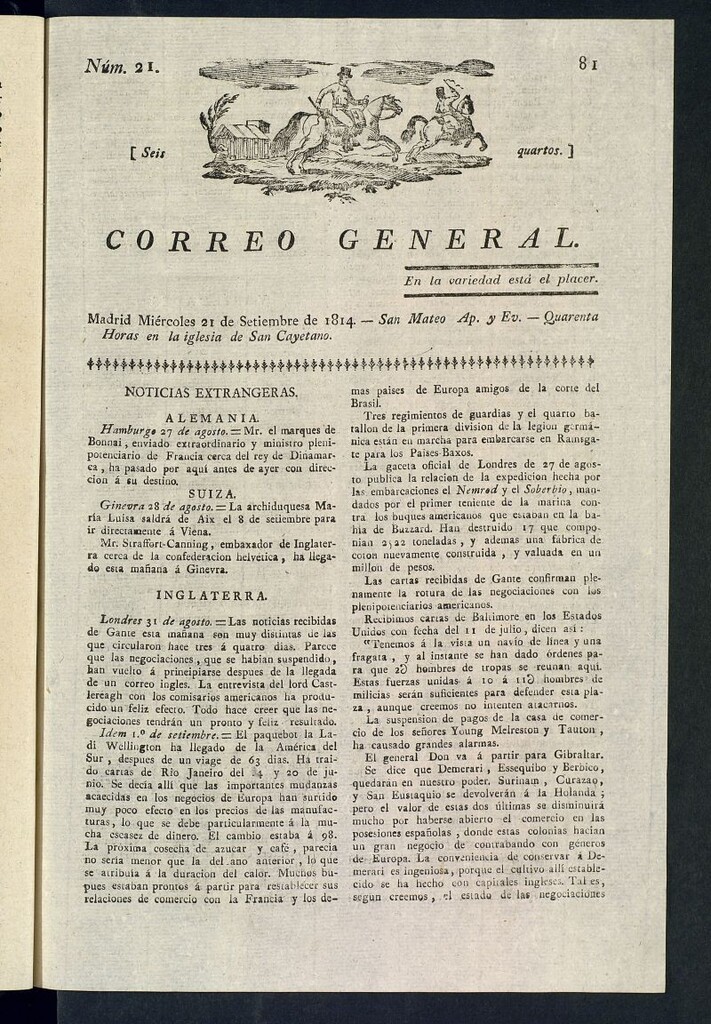 Núm. 21.
81
[ Seis
quartos. ]
CORREO GENERAL.
En la variedad está el placer.
Madrid Miércoles 21 de Setiembre de 1814. — San Mateo Ap. y Ev. — Quarenta
Horas en la iglesia de San Cayetano.
NOTICIAS EXTRANGERAS.
ALEMANIA.
Hamburgo 27 de agosto. = Mr. el marques de
Bonnai, enviado extraordinario y ministro pleni-
potenciario de Francia cerca del rey de Dinamar-
ca, ha pasado por aquí antes de ayer con direc-
cion á su destino.
SUIZA.
Ginevra 28 de agosto. = La archiduquesa Ma-
ría Luisa saldrá de Aix el 8 de setiembre para
ir directamente á Viena.
Mr. Straffort-Canning, embaxador de Inglater-
ra cerca de la confederacion helvética, ha llega-
do esta mañana á Ginevra.
INGLATERRA.
Londres 31 de agosto. = Las noticias recibidas
de Gante esta mañana son muy distintas de las
que circularon hace tres á quatro dias. Parece
que las negociaciones, que se habian suspendido,
han vuelto á principiarse despues de la llegada
de un correo ingles. La entrevista del lord Cast-
lereagh con los comisarios americanos ha produ-
cido un feliz efecto. Todo hace creer que las ne-
gociaciones tendrán un pronto y feliz resultado.
Idem 1.º de setiembre. = El paquebot la La-
di Wellington ha llegado de la América del
Sur, despues de un viage de 63 dias. Ha trai-
do cartas de Rio Janeiro del 4 y 20 de ju-
nio. Se decia allí que las importantes mudanzas
acaecidas en los negocios de Europa han surtido
muy poco efecto en los precios de las manufac-
turas, lo que se debe particularmente á la mu-
cha escasez de dinero. El cambio estaba á 98.
La próxima cosecha de azucar y café, parecia
no seria menor que la del ano anterior, lo que
se atribuia á la duracion del calor. Muchos bu-
ques estaban prontos á partir para restablecer sus
relaciones de comercio con la Francia y los de-
mas paises de Europa amigos de la corte del
Brasil.
Tres regimientos de guardias y el quarto ba-
tallon de la primera division de la legion germá-
nica están en marcha para embarcarse en Ramsga-
te para los Paises-Baxos.
La gaceta oficial de Londres de 27 de agos-
to publica la relacion de la expedicion hecha por
las embarcaciones el Nemrod y el Soberbio, man-
dados por el primer teniente de la marina con-
tra los buques americanos que estaban en la ba-
hía de Buzzard. Han destruido 17 que compo-
nian 2522 toneladas, y ademas una fabrica de
coton nuevamente construida, y valuada en un
millon de pesos.
Las cartas recibidas de Gante confirman ple-
namente la rotura de las negociaciones con los
plenipotenciarios americanos.
Recibimos cartas de Baltimore en los Estados
Unidos con fecha del 11 de julio, dicen asi:
"Tenemos á la vista un navío de línea y una
fragata, y al instante se han dado órdenes pa-
ra que hombres de tropas se reunan aquí.
Estas fuerzas unidas á 10 á hombres de
milicias serán suficientes para defender esta pla-
za, aunque creemos no intenten atacarnos.
La suspension de pagos de la casa de comer-
cio de los señores Young Melreston y Tauton,
ha causado grandes alarmas.
El general Don va á partir para Gibraltar.
Se dice que Demerari, Essequibo y Berbico,
quedarán en nuestro poder. Surinam, Curazao,
y San Eustaquio se devolverán á la Holanda;
pero el valor de estas dos últimas se disminuirá
mucho por haberse abierto el comercio en las
posesiones españolas, donde estas colonias hacian
un gran negocio de contrabando con géneros
de Europa. La conveniencia de conservar á De-
merari es ingeniosa, porque el cultivo allí estable-
cido se ha hecho con capitales ingleses. Tal es,
segun creemos, el estado de las negociaciones